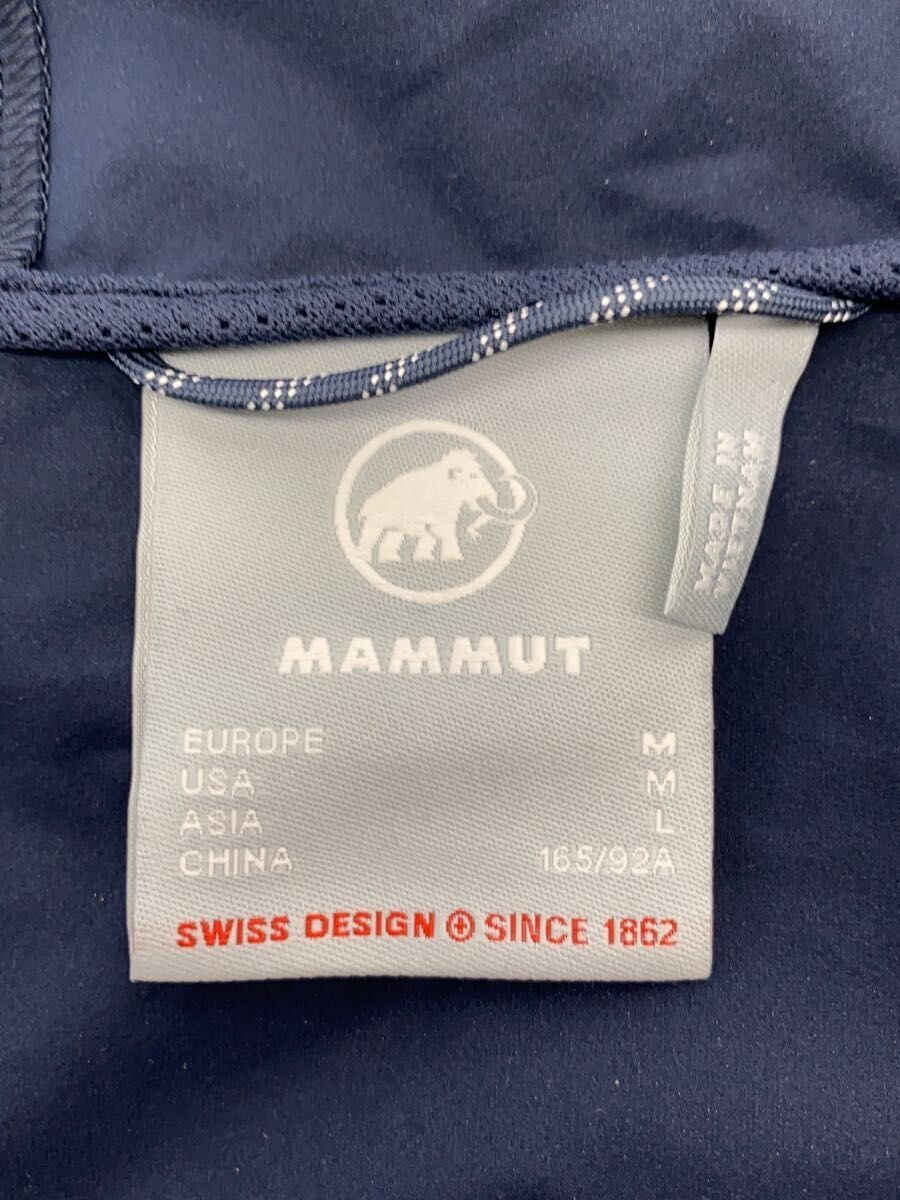 MAMMUT
EUROPE M
USA M
ASIA L
CHINA 165/92A
SWISS DESIGN SINCE 1862
MADE IN
VIETNAM